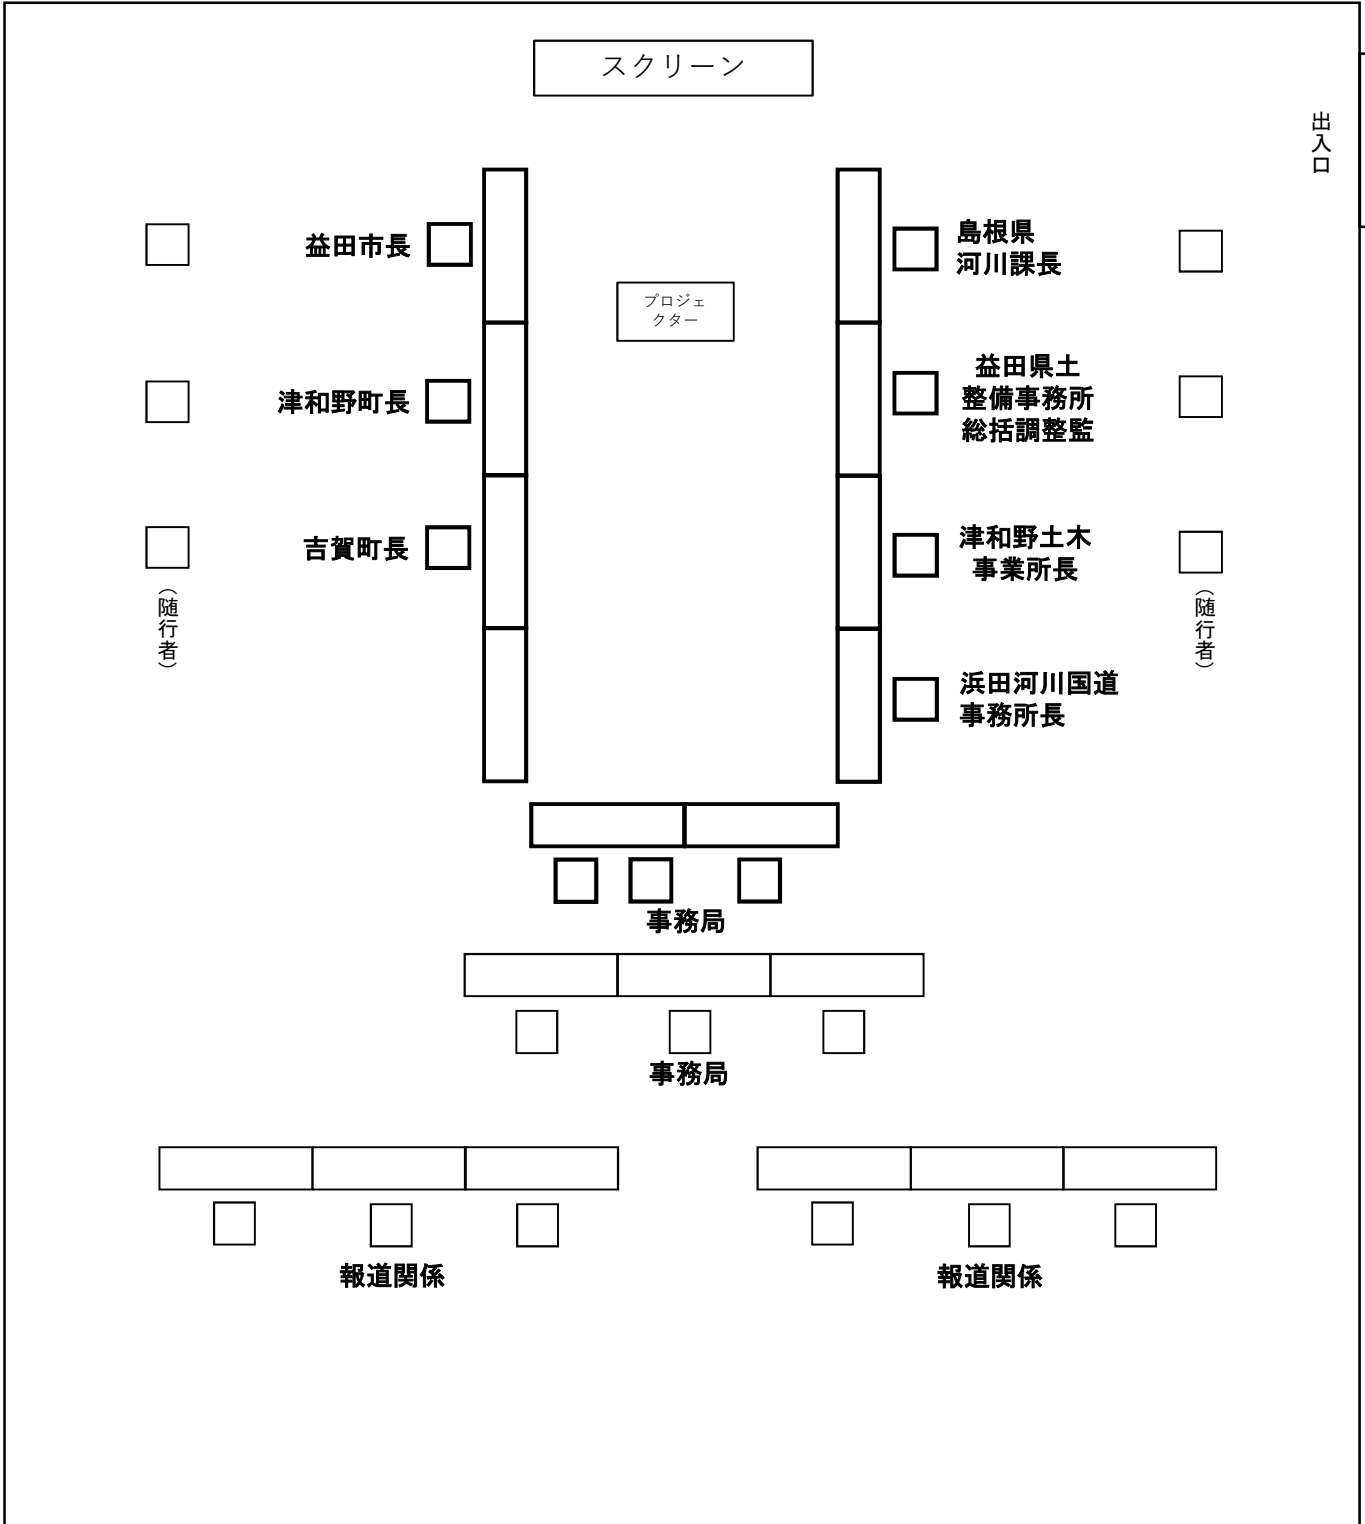 スクリーン
出入口
益田市長
島根県
河川課長
プロジェ
クター
津和野町長
益田県土
整備事務所
総括調整監
吉賀町長
津和野土木
事業所長
（随行者）
（随行者）
浜田河川国道
事務所長
事務局
事務局
報道関係
報道関係